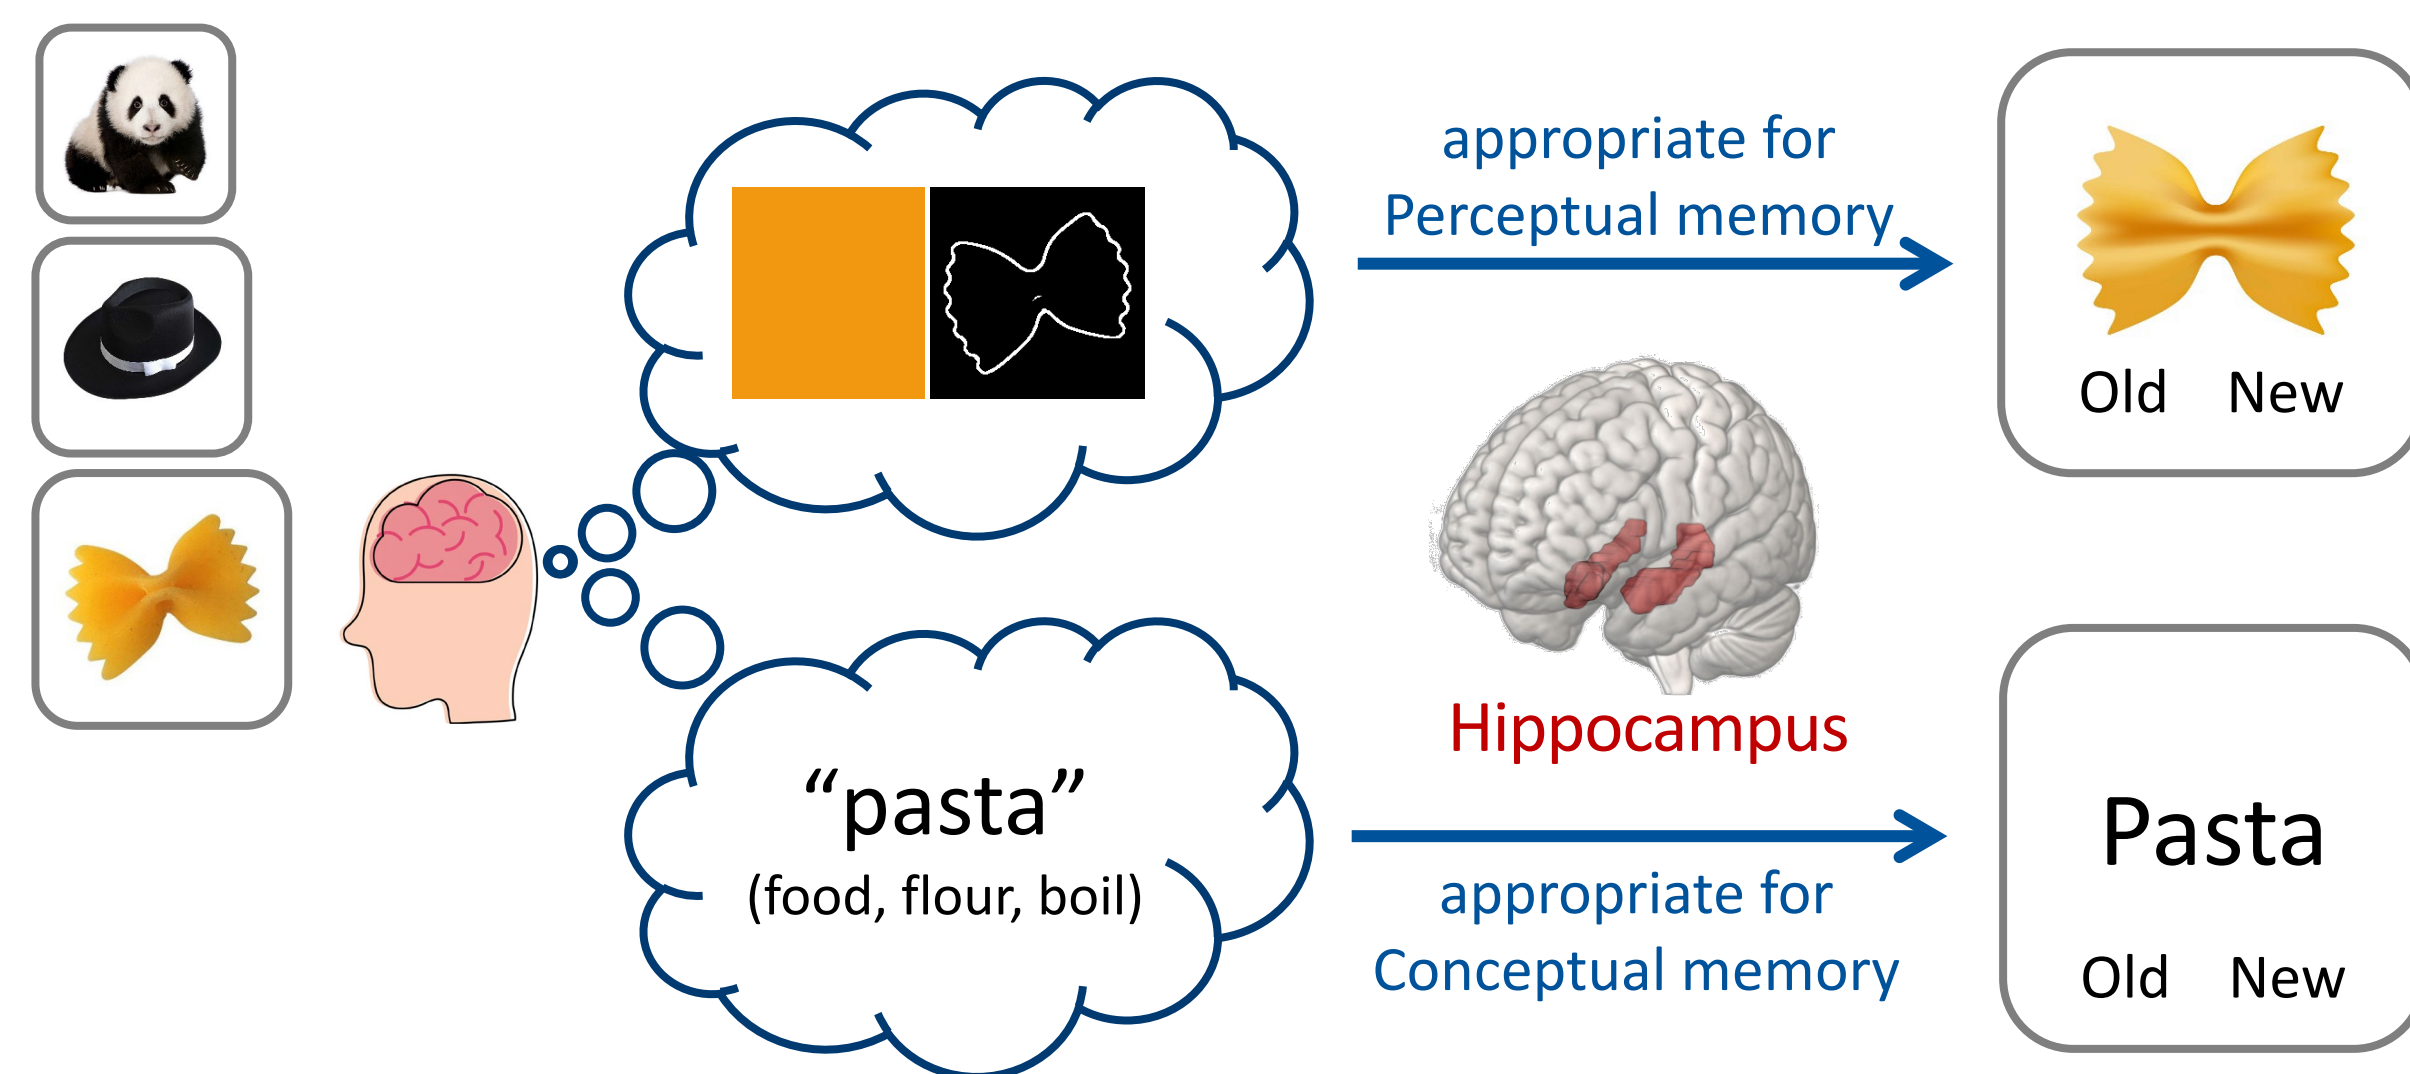 appropriate for
Perceptual memory
Old New
Hippocampus
“pasta”
(food, flour, boil)
appropriate for
Conceptual memory
Pasta
Old New